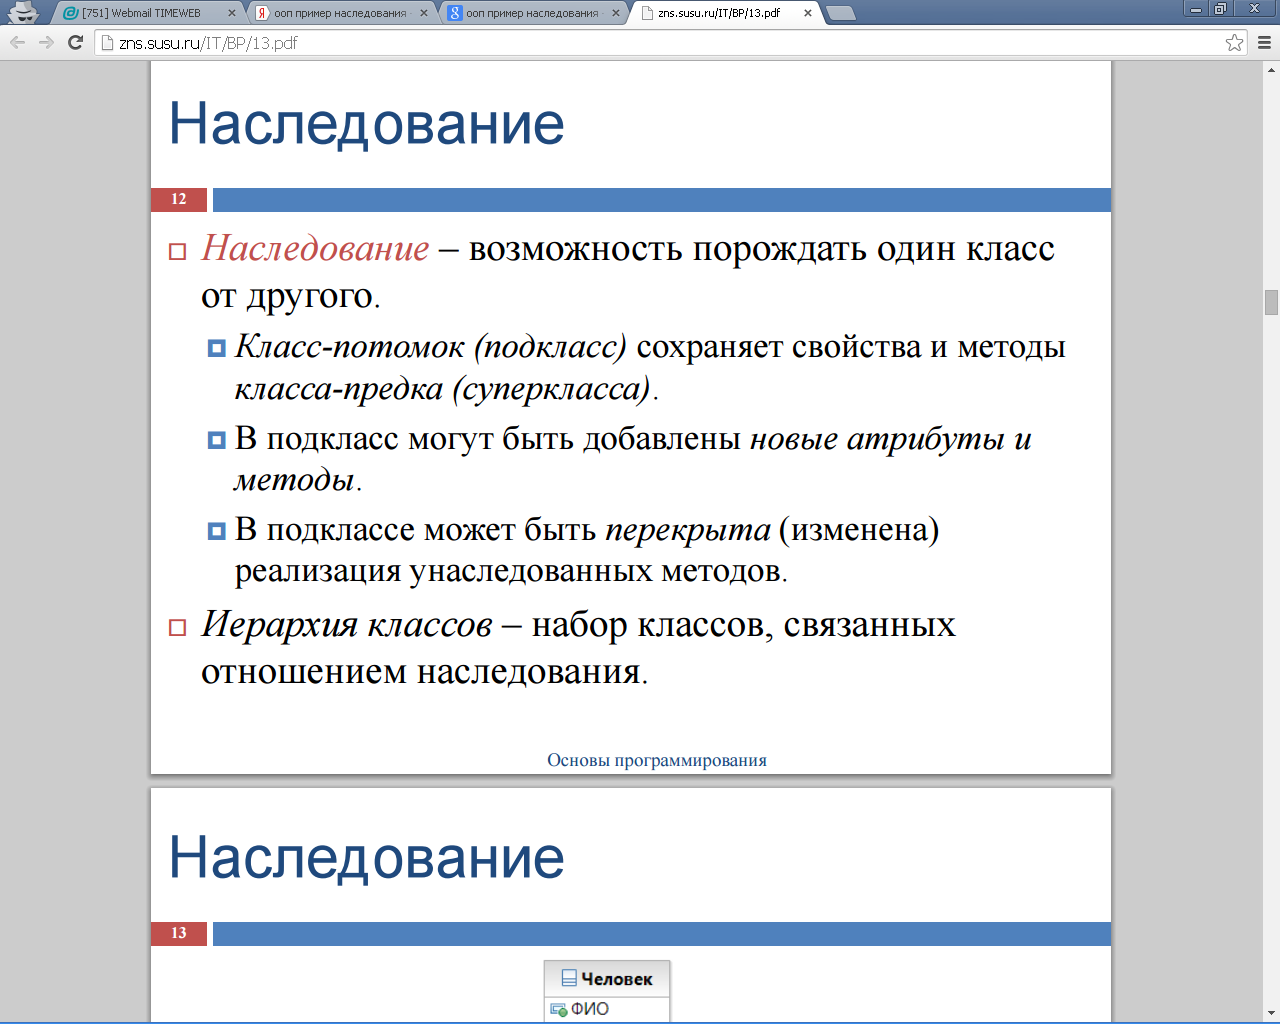 [751] Webmail TIMEWEB
ооп пример наследования
ооп пример наследования
zns.susu.ru/IT/BP/13.pdf
zns.susu.ru/IT/BP/13.pdf
Наследование
12
Наследование – возможность порождать один класс
от другого.
Класс-потомок (подкласс) сохраняет свойства и методы
класса-предка (суперкласса).
В подкласс могут быть добавлены новые атрибуты и
методы.
В подклассе может быть перекрыта (изменена)
реализация унаследованных методов.
Иерархия классов – набор классов, связанных
отношением наследования.
Основы программирования
Наследование
13
Человек
ФИО